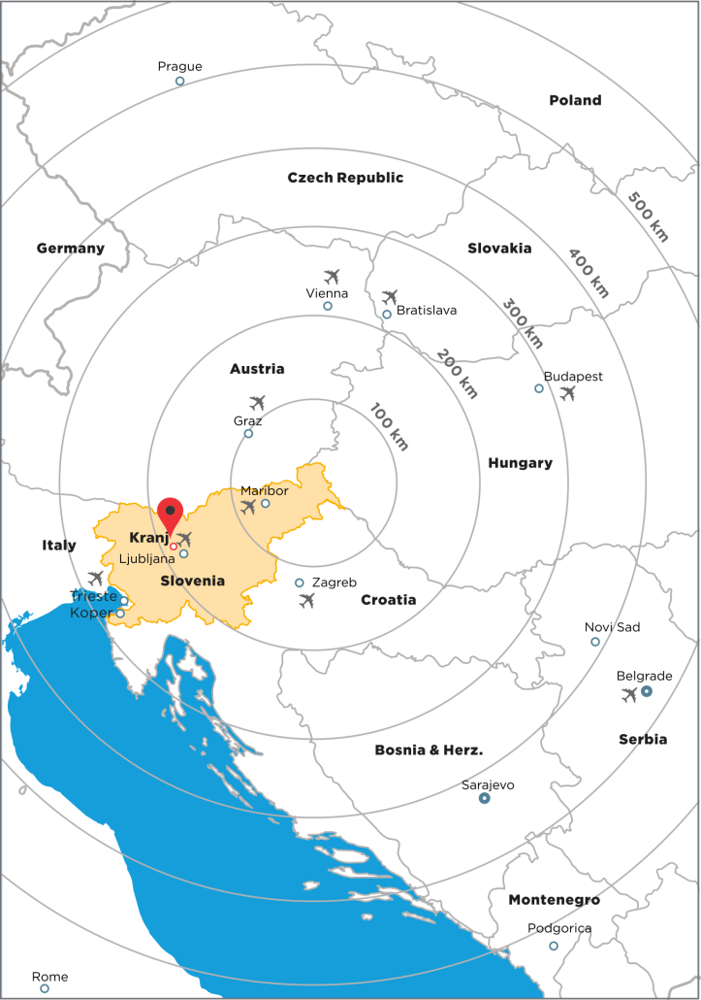 Prague
Poland
Czech Republic
500 km
Germany
Slovakia
400 km
Vienna
Bratislava
300 km
Austria
200 km
Budapest
Graz
100 km
Hungary
Maribor
Kranj
Italy
Ljubljana
Slovenia
Zagreb
Trieste
Croatia
Koper
Novi Sad
Belgrade
Serbia
Bosnia & Herz.
Sarajevo
Montenegro
Podgorica
Rome